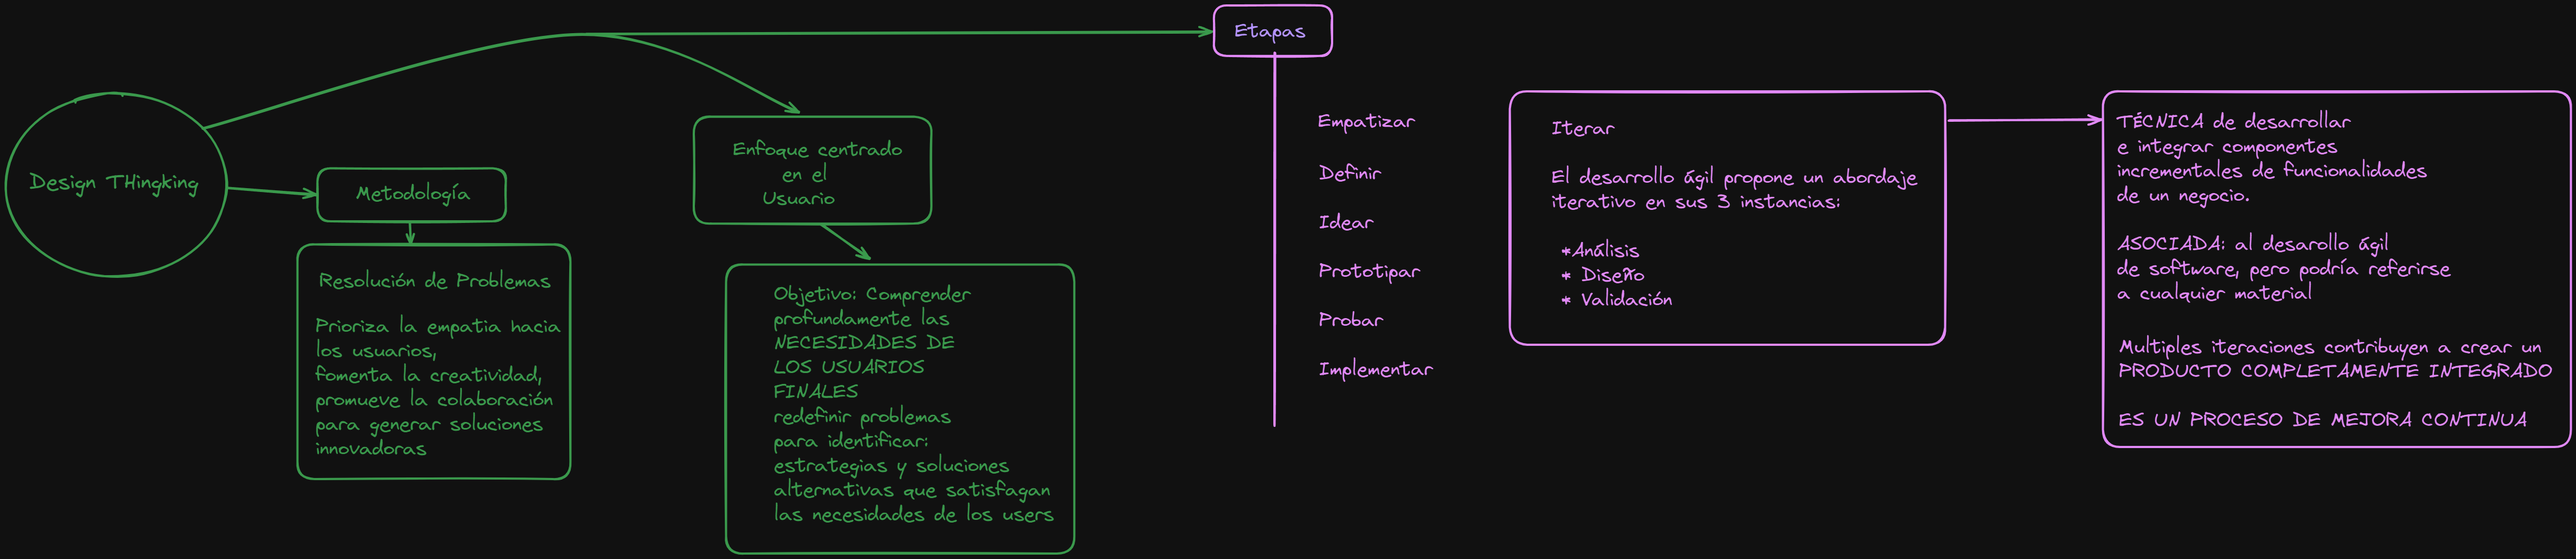 Design THingking
Metodología
Resolución de Problemas
Prioriza la empatia hacia
los usuarios,
fomenta la creatividad,
promueve la colaboración
para generar soluciones
innovadoras
Enfoque centrado
en el
Usuario
Objetivo: Comprender
profundamente las
NECESIDADES DE
LOS USUARIOS
FINALES
redefinir problemas
para identificar:
estrategias y soluciones
alternativas que satisfagan
las necesidades de los users
Etapas
Empatizar
Definir
Idear
Prototipar
Probar
Implementar
Iterar
El desarrollo ágil propone un abordaje
iterativo en sus 3 instancias:
*Análisis
* Diseño
* Validación
TÉCNICA de desarrollar
e integrar componentes
incrementales de funcionalidades
de un negocio.
ASOCIADA: al desarollo ágil
de software, pero podría referirse
a cualquier material
Multiples iteraciones contribuyen a crear un
PRODUCTO COMPLETAMENTE INTEGRADO
ES UN PROCESO DE MEJORA CONTINUA